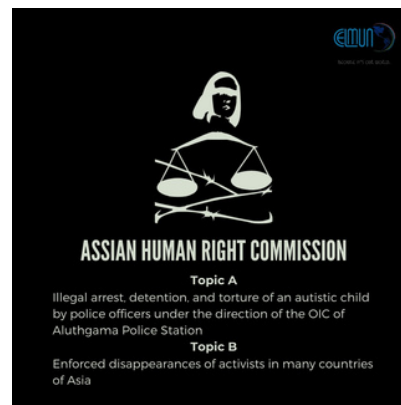 EMUN
ASSIAN HUMAN RIGHT COMMISSION
Topic A
Illegal arrest, detention, and torture of an autistic child
by police officers under the direction of the OIC of
Aluthgama Police Station
Topic B
Enforced disappearances of activists in many countries
of Asia